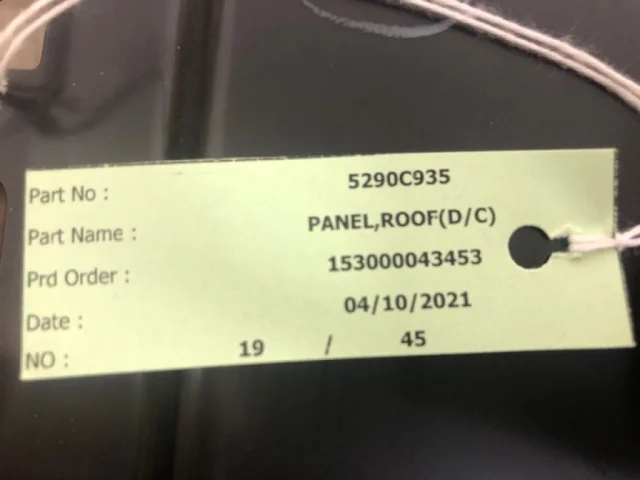 Part No : 5290C935
Part Name : PANEL,ROOF(D/C)
Prd Order : 153000043453
Date : 04/10/2021
NO : 19 / 45